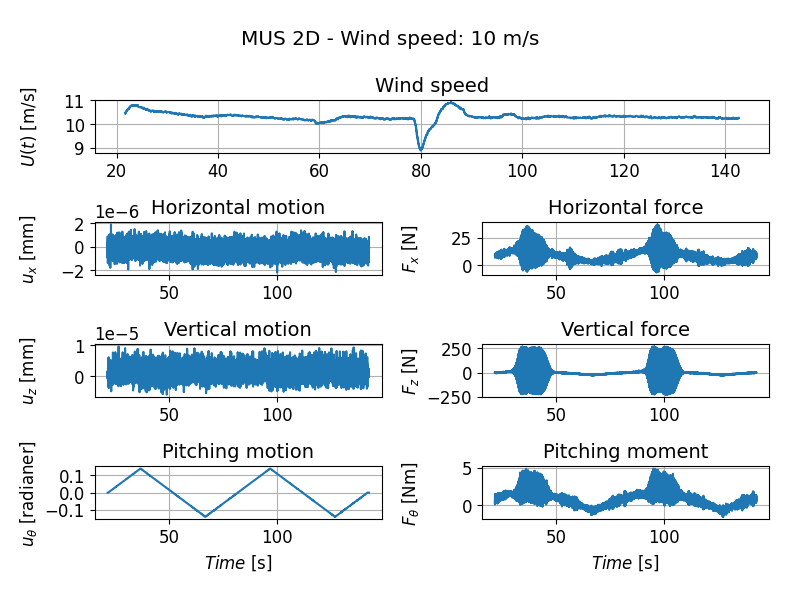 MUS 2D - Wind speed: 10 m/s
Wind speed
U(t) [m/s]
11
10
9
20 40 60 80 100 120 140
1e−6 Horizontal motion
u_x [mm]
2
0
−2
50 100
Horizontal force
F_x [N]
25
0
50 100
1e−5 Vertical motion
u_z [mm]
1
0
50 100
Vertical force
F_z [N]
250
0
−250
50 100
Pitching motion
u_θ [radianer]
0.1
0.0
−0.1
50 100
Time [s]
Pitching moment
F_θ [Nm]
5
0
50 100
Time [s]